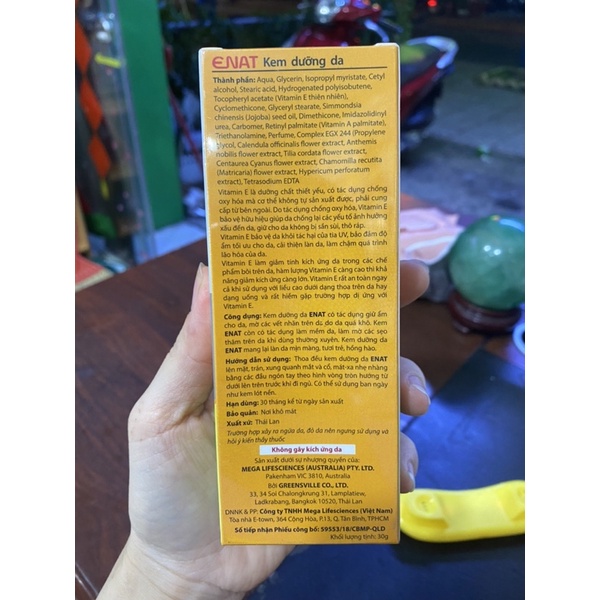 ENAT Kem dưỡng da
Thành phần: Aqua, Glycerin, Isopropyl myristate, Cetyl
alcohol, Stearic acid, Hydrogenated polyisobutene,
Tocopheryl acetate (Vitamin E thiên nhiên),
Cyclomethicone, Glyceryl stearate, Simmondsia
chinensis (Jojoba) seed oil, Dimethicone, Imidazolidinyl
urea, Carbomer, Retinyl palmitate (Vitamin A palmitate),
Triethanolamine, Perfume, Complex EGX 244 (Propylene
glycol, Calendula officinalis flower extract, Anthemis
nobilis flower extract, Tilia cordata flower extract,
Centaurea Cyanus flower extract, Chamomilla recutita
(Matricaria) flower extract, Hypericum perforatum
extract), Tetrasodium EDTA
Vitamin E là dưỡng chất thiết yếu, có tác dụng chống
oxy hóa mà cơ thể không tự sản xuất được, phải cung
cấp từ bên ngoài. Do tác dụng chống oxy hóa, Vitamin E
bảo vệ hữu hiệu giúp da chống lại các yếu tố ảnh hưởng
xấu đến da, giữ cho da không bị sần sùi, thô ráp.
Vitamin E bảo vệ da khỏi tác hại của tia UV, bảo đảm độ
ẩm tối ưu cho da, cải thiện làn da, làm chậm quá trình
lão hóa của da.
Vitamin E làm giảm tính kích ứng da trong các chế
phẩm bôi trên da, hàm lượng Vitamin E càng cao thì khả
năng giảm kích ứng càng lớn. Vitamin E rất an toàn ngay
cả khi sử dụng với liều cao dưới dạng thoa trên da hay
dạng uống và rất hiếm gặp trường hợp dị ứng với
Vitamin E.
Công dụng: Kem dưỡng da ENAT có tác dụng giữ ẩm
cho da, mờ các vết nhăn trên da do da quá khô. Kem
ENAT còn có tác dụng làm mềm da, làm mờ các sẹo
thâm trên da khi dùng thường xuyên. Kem dưỡng da
ENAT mang lại làn da mịn màng, tươi trẻ, hồng hào.
Hướng dẫn sử dụng: Thoa đều kem dưỡng da ENAT
lên mặt, trán, xung quanh mắt và cổ, mát-xa nhẹ nhàng
bằng các đầu ngón tay theo hình vòng tròn hướng từ
dưới lên trên trước khi đi ngủ. Có thể sử dụng ban ngày
như kem lót nền.
Hạn dùng: 30 tháng kể từ ngày sản xuất
Bảo quản: Nơi khô mát
Xuất xứ: Thái Lan
Trường hợp xảy ra ngứa da, đỏ da nên ngưng sử dụng và
hỏi ý kiến thầy thuốc
Không gây kích ứng da
Sản xuất dưới sự nhượng quyền của:
MEGA LIFESCIENCES (AUSTRALIA) PTY. LTD.
Pakenham VIC 3810, Australia
Bởi GREENSVILLE CO., LTD.
33, 34 Soi Chalongkrung 31, Lamplatiew,
Ladkrabang, Bangkok 10520, Thái Lan
DNNK & PP: Công ty TNHH Mega Lifesciences (Việt Nam)
Tòa nhà E-town, 364 Cộng Hòa, P.13, Q. Tân Bình, TPHCM
Số tiếp nhận Phiếu công bố: 59553/18/CBMP-QLD
Khối lượng tịnh: 30g